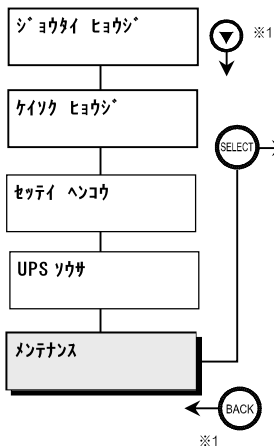 ｼﾞｮｳﾀｲ ﾋｮｳｼﾞ
※1
ｹｲｿｸ ﾋｮｳｼﾞ
SELECT
ｾｯﾃｲ ﾍﾝｺｳ
UPS ｿｳｻ
ﾒﾝﾃﾅﾝｽ
BACK
※1